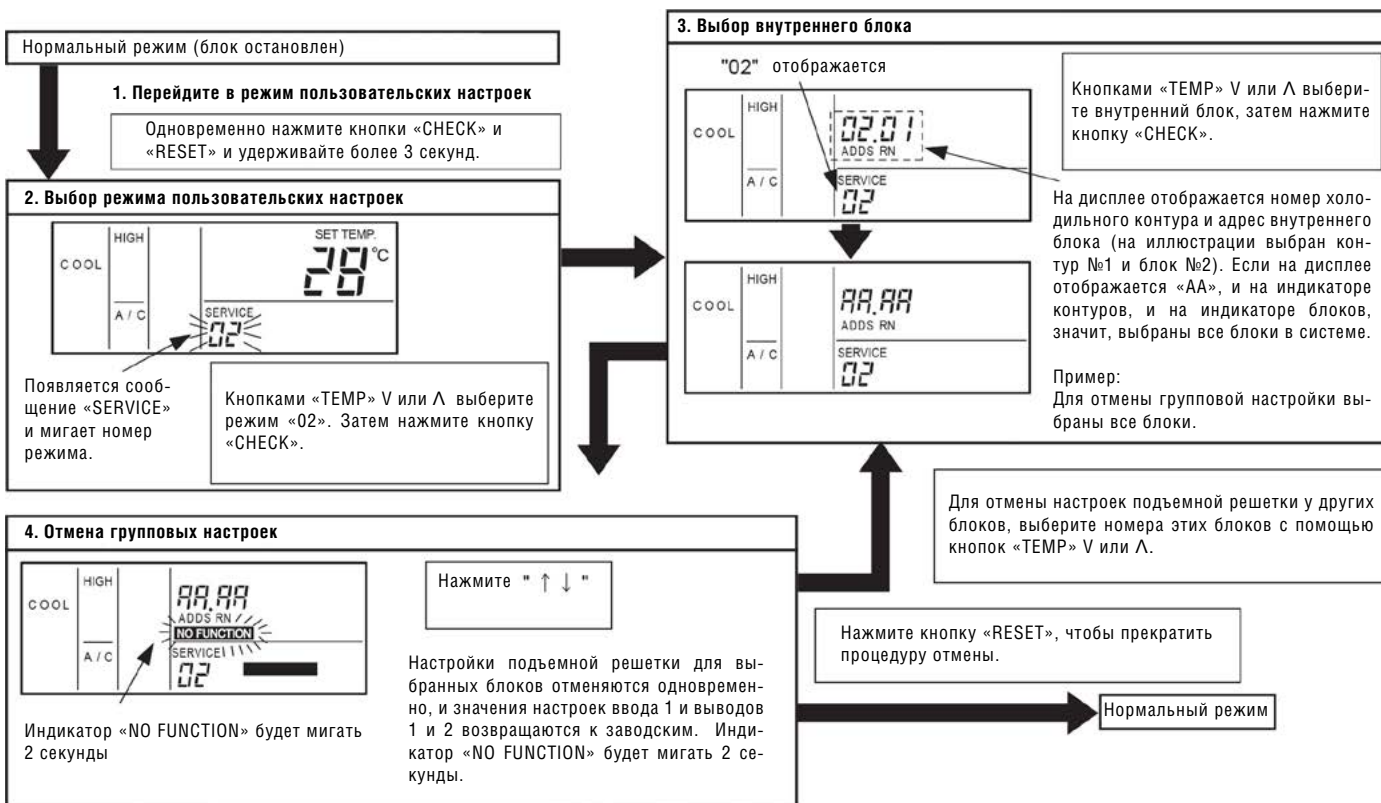 Нормальный режим (блок остановлен)
1. Перейдите в режим пользовательских настроек
Одновременно нажмите кнопки «CHECK» и
«RESET» и удерживайте более 3 секунд.
2. Выбор режима пользовательских настроек
COOL
HIGH
A / C
SET TEMP.
28 °C
SERVICE
02
Появляется сооб-
щение «SERVICE»
и мигает номер
режима.
Кнопками «TEMP» V или Λ выберите
режим «02». Затем нажмите кнопку
«CHECK».
3. Выбор внутреннего блока
"02" отображается
COOL
HIGH
A / C
02.01
ADDS RN
SERVICE
02
COOL
HIGH
A / C
AA.AA
ADDS RN
SERVICE
02
Кнопками «TEMP» V или Λ выбери-
те внутренний блок, затем нажмите
кнопку «CHECK».
На дисплее отображается номер холо-
дильного контура и адрес внутреннего
блока (на иллюстрации выбран кон-
тур №1 и блок №2). Если на дисплее
отображается «AA», и на индикаторе
контуров, и на индикаторе блоков,
значит, выбраны все блоки в системе.
Пример:
Для отмены групповой настройки вы-
браны все блоки.
4. Отмена групповых настроек
COOL
HIGH
A / C
AA.AA
ADDS RN
NO FUNCTION
SERVICE
02
Индикатор «NO FUNCTION» будет мигать
2 секунды
Нажмите " ↑ ↓ "
Настройки подъемной решетки для вы-
бранных блоков отменяются одновремен-
но, и значения настроек ввода 1 и выводов
1 и 2 возвращаются к заводским. Инди-
катор «NO FUNCTION» будет мигать 2 се-
кунды.
Для отмены настроек подъемной решетки у других
блоков, выберите номера этих блоков с помощью
кнопок «TEMP» V или Λ.
Нажмите кнопку «RESET», чтобы прекратить
процедуру отмены.
Нормальный режим